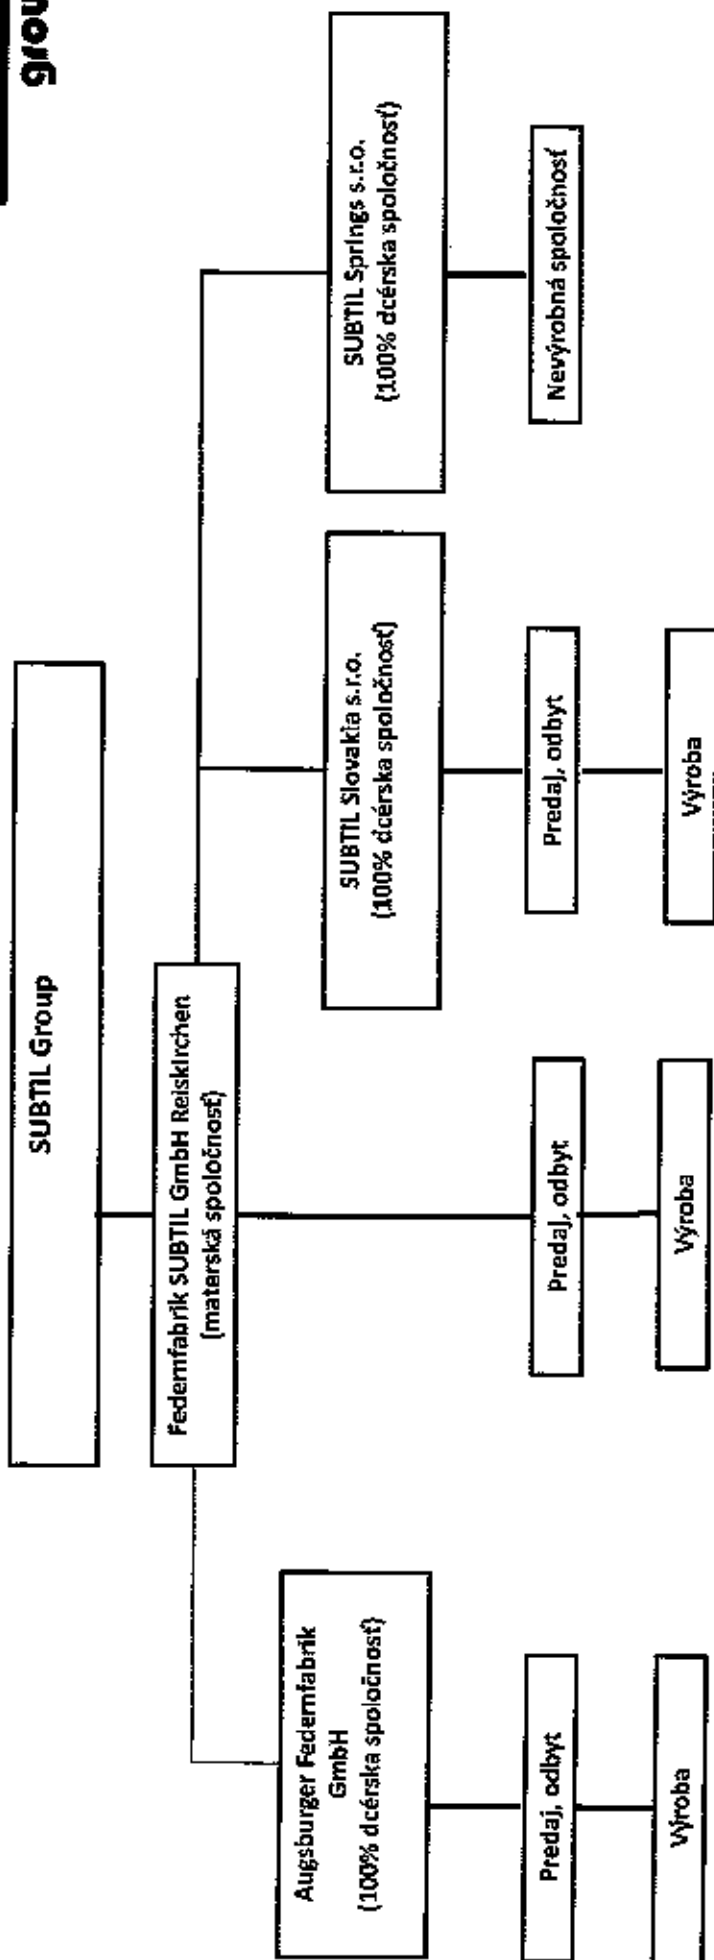 grou
SUBTIL Group
Federnfabrik SUBTIL GmbH Reiskirchen
(materská spoločnosť)
Augsburger Federnfabrik
GmbH
(100% dcérska spoločnosť)
SUBTIL Slovakia s.r.o.
(100% dcérska spoločnosť)
SUBTIL Springs s.r.o.
(100% dcérska spoločnosť)
Predaj, odbyt
Predaj, odbyt
Predaj, odbyt
Nevýrobná spoločnosť
Výroba
Výroba
Výroba